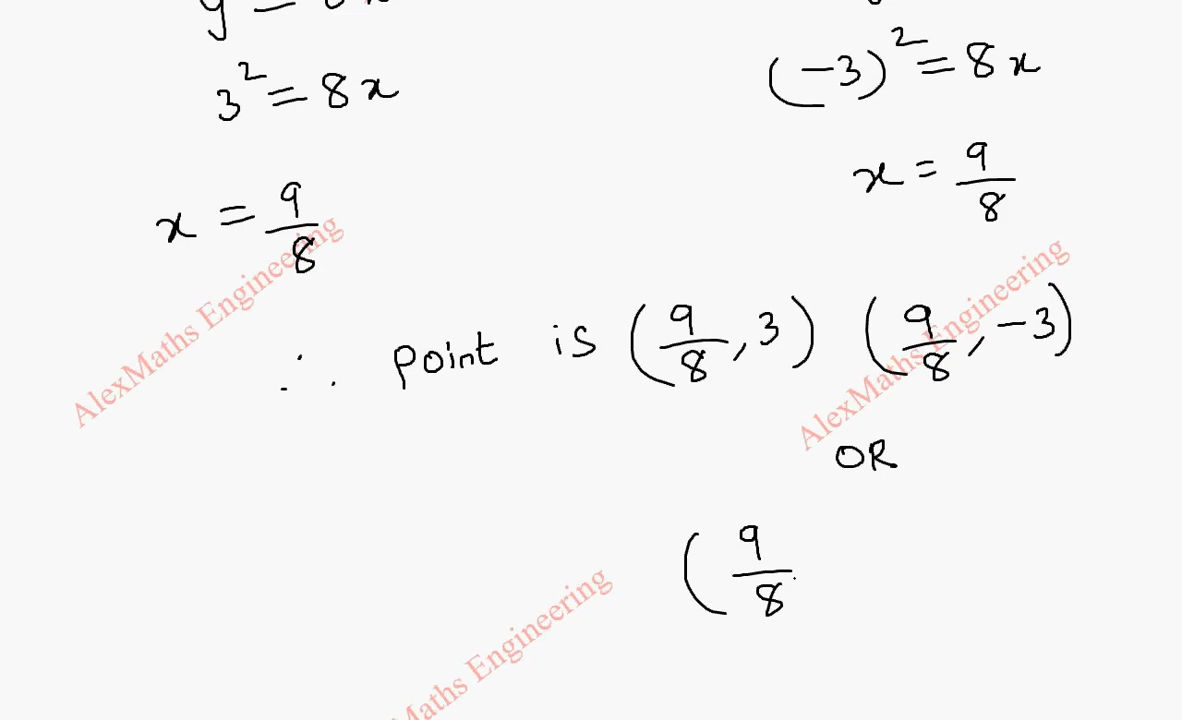 3² = 8x
(-3)² = 8x
x = 9/8
x = 9/8
∴ point is (9/8, 3) (9/8, -3)
OR
(9/8
AlexMaths Engineering
AlexMaths Engineering
AlexMaths Engineering